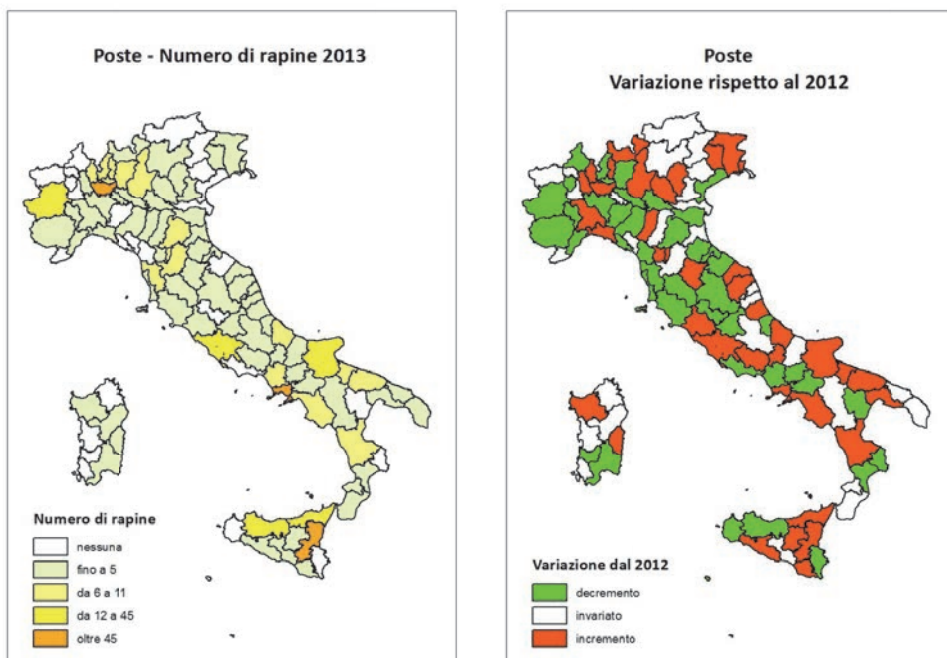 Poste - Numero di rapine 2013
Numero di rapine
nessuna
fino a 5
da 6 a 11
da 12 a 45
oltre 45
Poste
Variazione rispetto al 2012
Variazione dal 2012
decremento
invariato
incremento